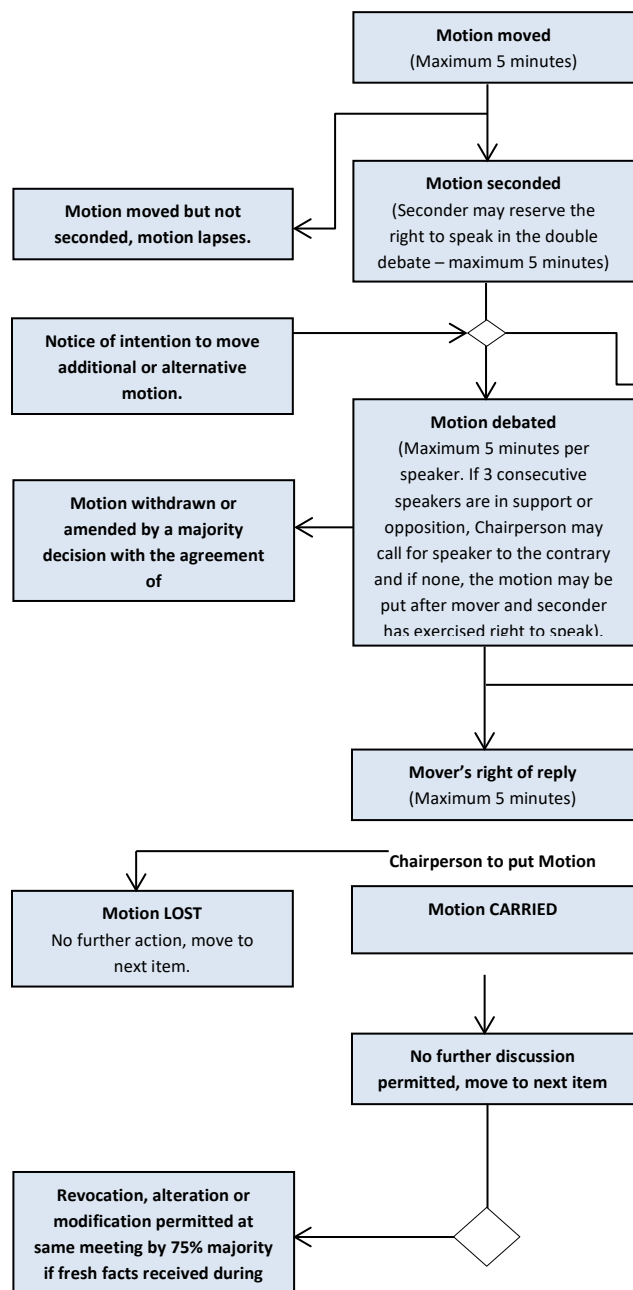 Motion moved
(Maximum 5 minutes)
Motion seconded
(Seconder may reserve the
right to speak in the double
debate – maximum 5 minutes)
Motion moved but not
seconded, motion lapses.
Notice of intention to move
additional or alternative
motion.
Motion debated
(Maximum 5 minutes per
speaker. If 3 consecutive
speakers are in support or
opposition, Chairperson may
call for speaker to the contrary
and if none, the motion may be
put after mover and seconder
has exercised right to speak).
Motion withdrawn or
amended by a majority
decision with the agreement
of
Mover’s right of reply
(Maximum 5 minutes)
Chairperson to put Motion
Motion LOST
No further action, move to
next item.
Motion CARRIED
No further discussion
permitted, move to next item
Revocation, alteration or
modification permitted at
same meeting by 75% majority
if fresh facts received during